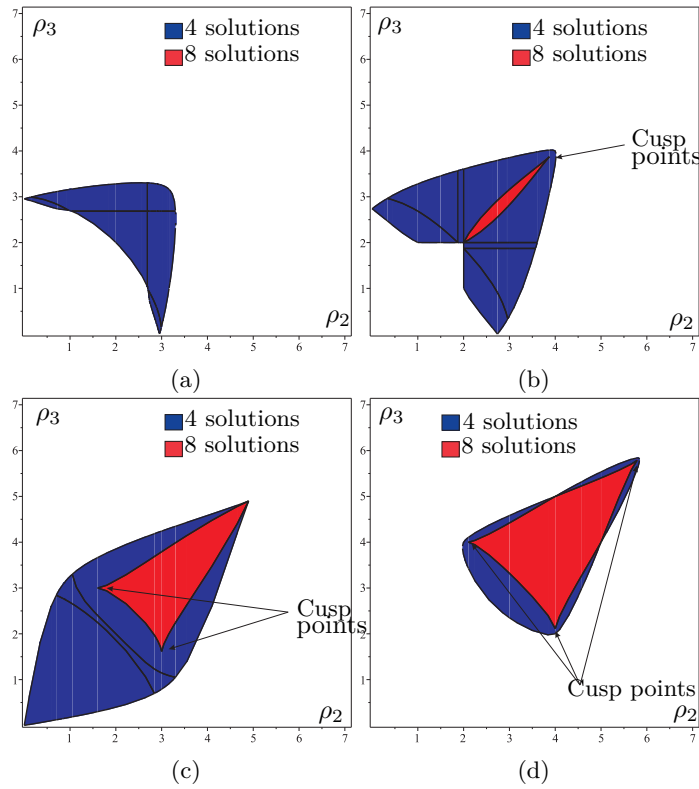 ρ3
4 solutions
8 solutions
7
6
5
4
3
2
1
1 2 3 4 5 6 7
ρ2
(a)
ρ3
4 solutions
8 solutions
Cusp
points
7
6
5
4
3
2
1
1 2 3 4 5 6 7
ρ2
(b)
ρ3
4 solutions
8 solutions
Cusp
points
7
6
5
4
3
2
1
1 2 3 4 5 6 7
ρ2
(c)
ρ3
4 solutions
8 solutions
Cusp points
7
6
5
4
3
2
1
1 2 3 4 5 6 7
ρ2
(d)